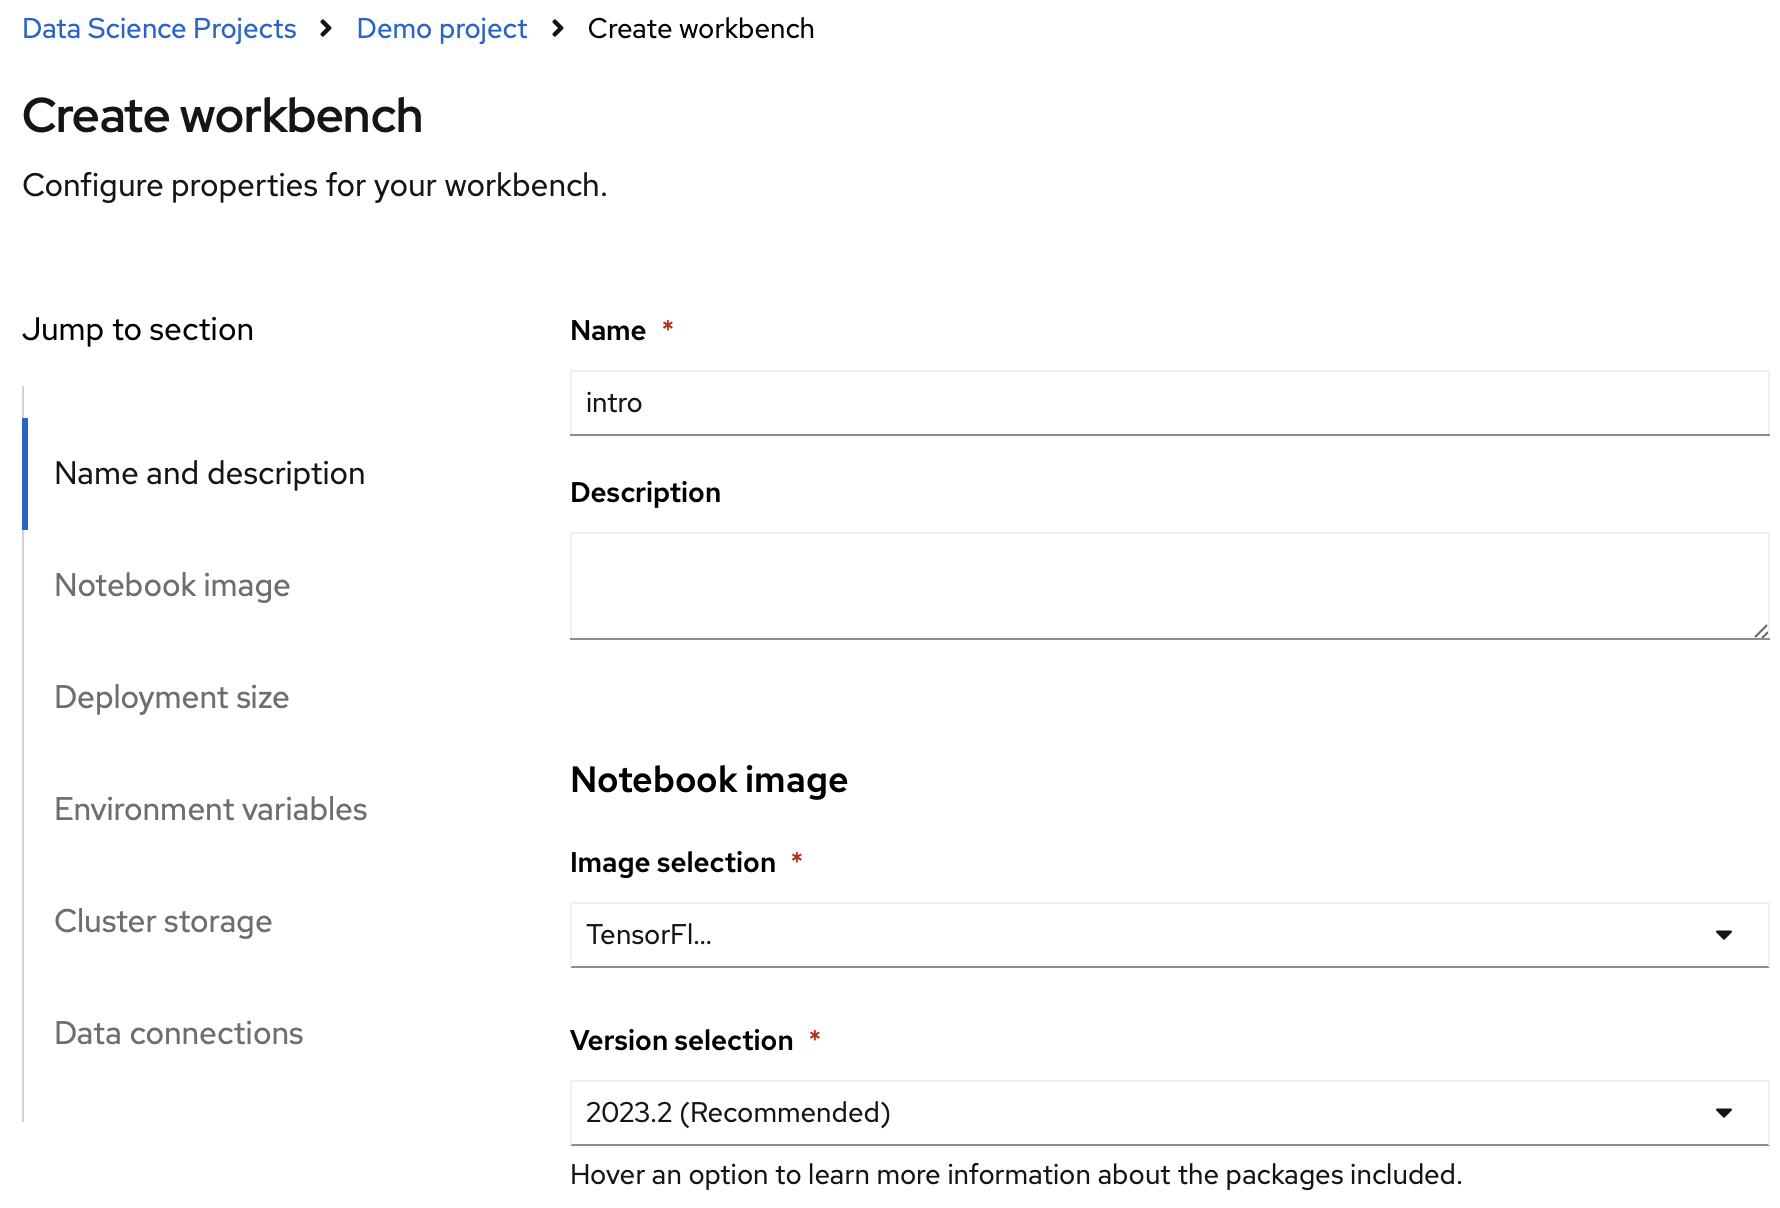 Data Science Projects > Demo project > Create workbench
Create workbench
Configure properties for your workbench.
Jump to section
Name and description
Notebook image
Deployment size
Environment variables
Cluster storage
Data connections
Name *
intro
Description
Notebook image
Image selection *
TensorFl...
Version selection *
2023.2 (Recommended)
Hover an option to learn more information about the packages included.